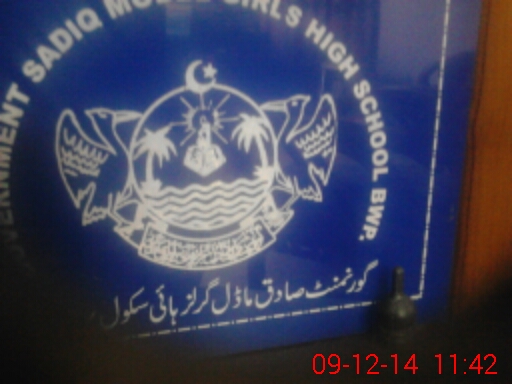 GOVERNMENT SADIQ MODEL GIRLS HIGH SCHOOL BWP.
گورنمنٹ صادق ماڈل گرلز ہائی سکول
09-12-14 11:42